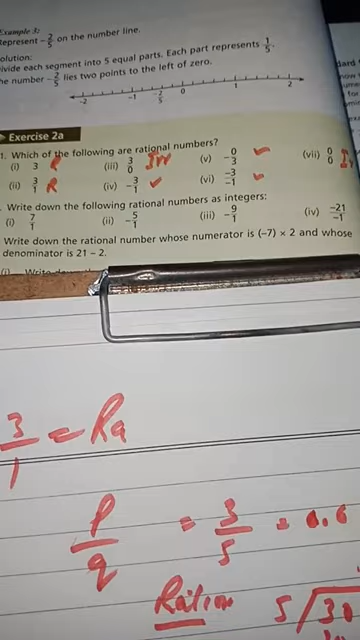 Example 3:
Represent -2/5 on the number line.
Solution:
Divide each segment into 5 equal parts. Each part represents 1/5.
The number -2/5 lies two points to the left of zero.
-2 -1 -2/5 0 1 2
Exercise 2a
1. Which of the following are rational numbers?
(i) 3 R (iii) 3/0 Irr (v) -0/3 ✓ (vii) 0/0
(ii) 3/1 R (iv) -3/1 ✓ (vi) -3/-1 ✓
Write down the following rational numbers as integers:
(i) 7/1 (ii) -5/1 (iii) -9/1 (iv) -21/-1
Write down the rational number whose numerator is (-7) × 2 and whose
denominator is 21 - 2.
(i) Write down
3/1 = Ra
P/q = 3/5 = 0.6
Ration 5 30